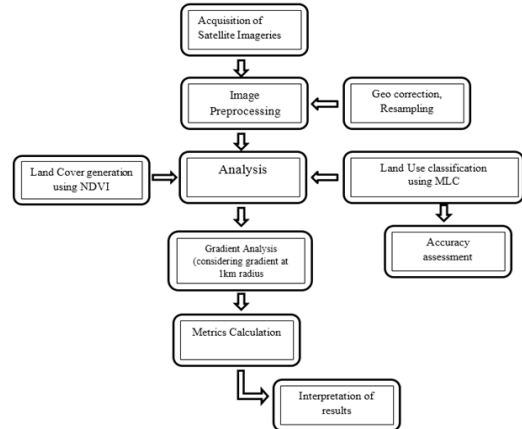 Acquisition of
Satellite Imageries
Image
Preprocessing
Geo correction,
Resampling
Land Cover generation
using NDVI
Analysis
Land Use classification
using MLC
Gradient Analysis
(considering gradient at
1km radius
Accuracy
assessment
Metrics Calculation
Interpretation of
results